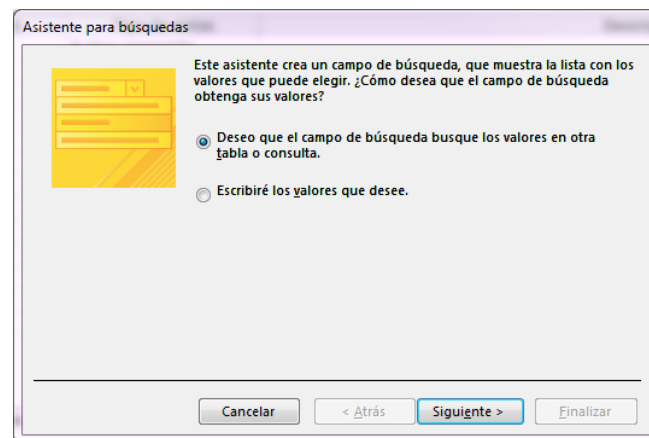 Asistente para búsquedas
Este asistente crea un campo de búsqueda, que muestra la lista con los
valores que puede elegir. ¿Cómo desea que el campo de búsqueda
obtenga sus valores?
Deseo que el campo de búsqueda busque los valores en otra
tabla o consulta.
Escribiré los valores que desee.
Cancelar
< Atrás
Siguiente >
Finalizar